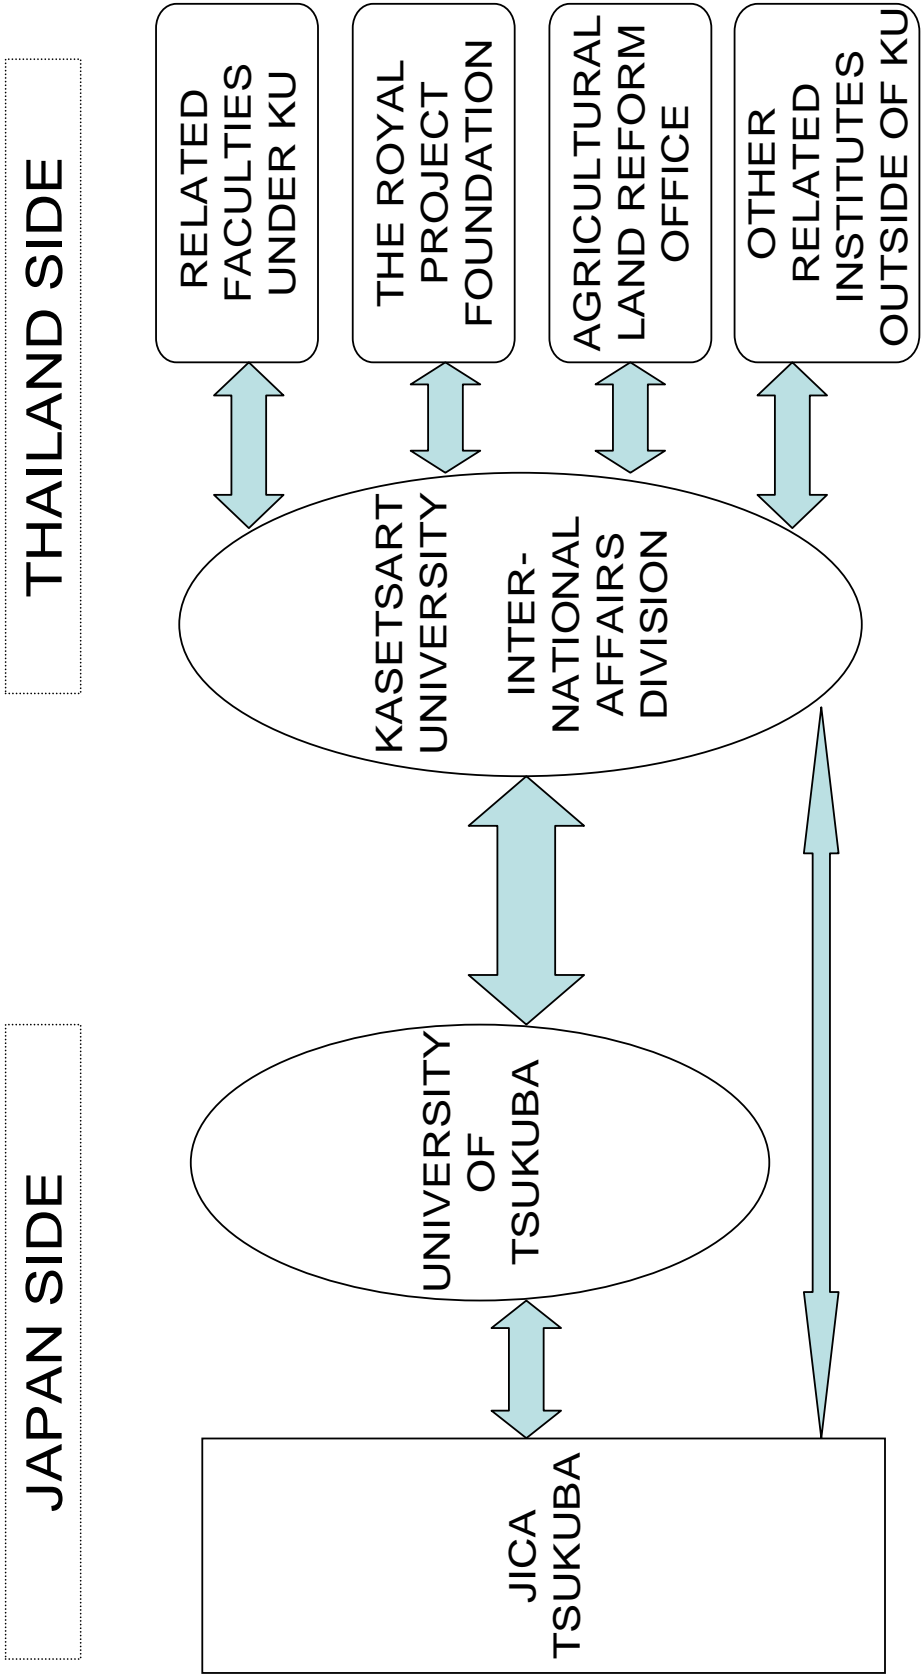 JAPAN SIDE
THAILAND SIDE
JICA
TSUKUBA
UNIVERSITY
OF
TSUKUBA
KASETSART
UNIVERSITY
INTER-
NATIONAL
AFFAIRS
DIVISION
RELATED
FACULTIES
UNDER KU
THE ROYAL
PROJECT
FOUNDATION
AGRICULTURAL
LAND REFORM
OFFICE
OTHER
RELATED
INSTITUTES
OUTSIDE OF KU